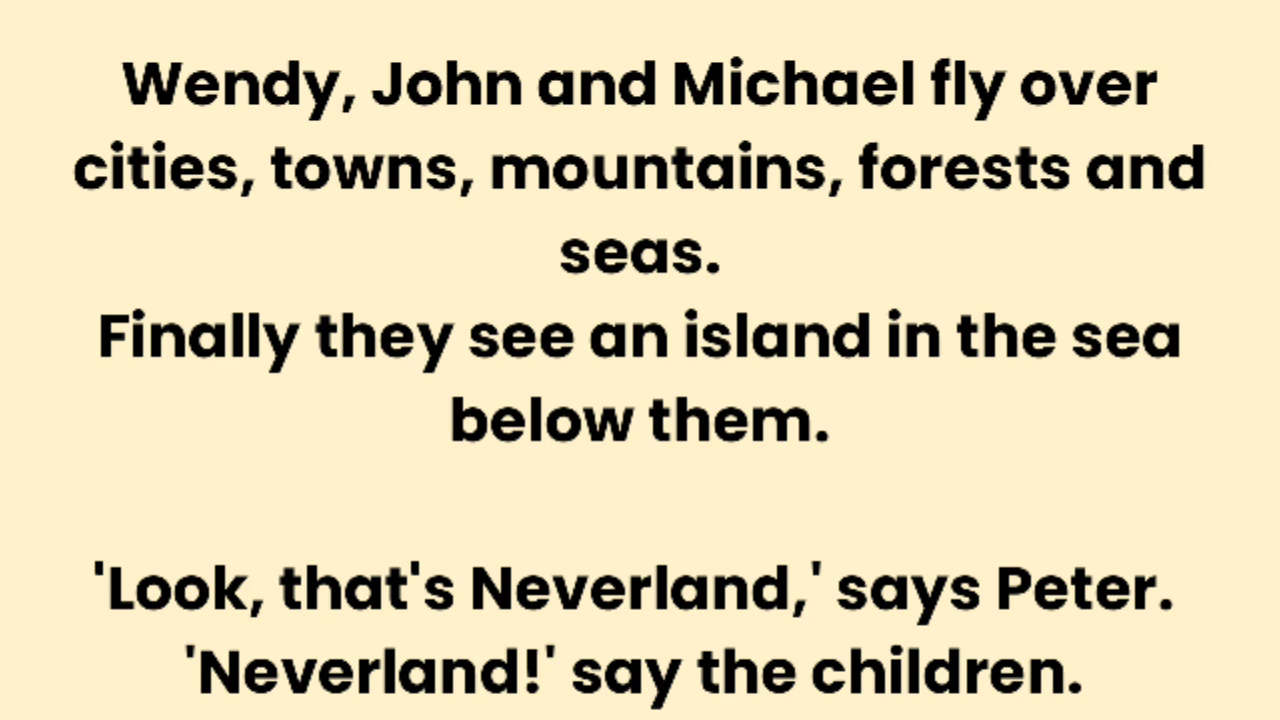 Wendy, John and Michael fly over
cities, towns, mountains, forests and
seas.
Finally they see an island in the sea
below them.
'Look, that's Neverland,' says Peter.
'Neverland!' say the children.